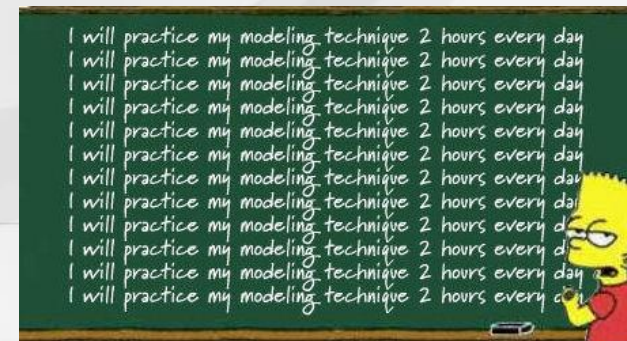 I will practice my modeling technique 2 hours every day
I will practice my modeling technique 2 hours every day
I will practice my modeling technique 2 hours every day
I will practice my modeling technique 2 hours every day
I will practice my modeling technique 2 hours every day
I will practice my modeling technique 2 hours every day
I will practice my modeling technique 2 hours every day
I will practice my modeling technique 2 hours every da
I will practice my modeling technique 2 hours every d
I will practice my modeling technique 2 hours every d
I will practice my modeling technique 2 hours every day
I will practice my modeling technique 2 hours every